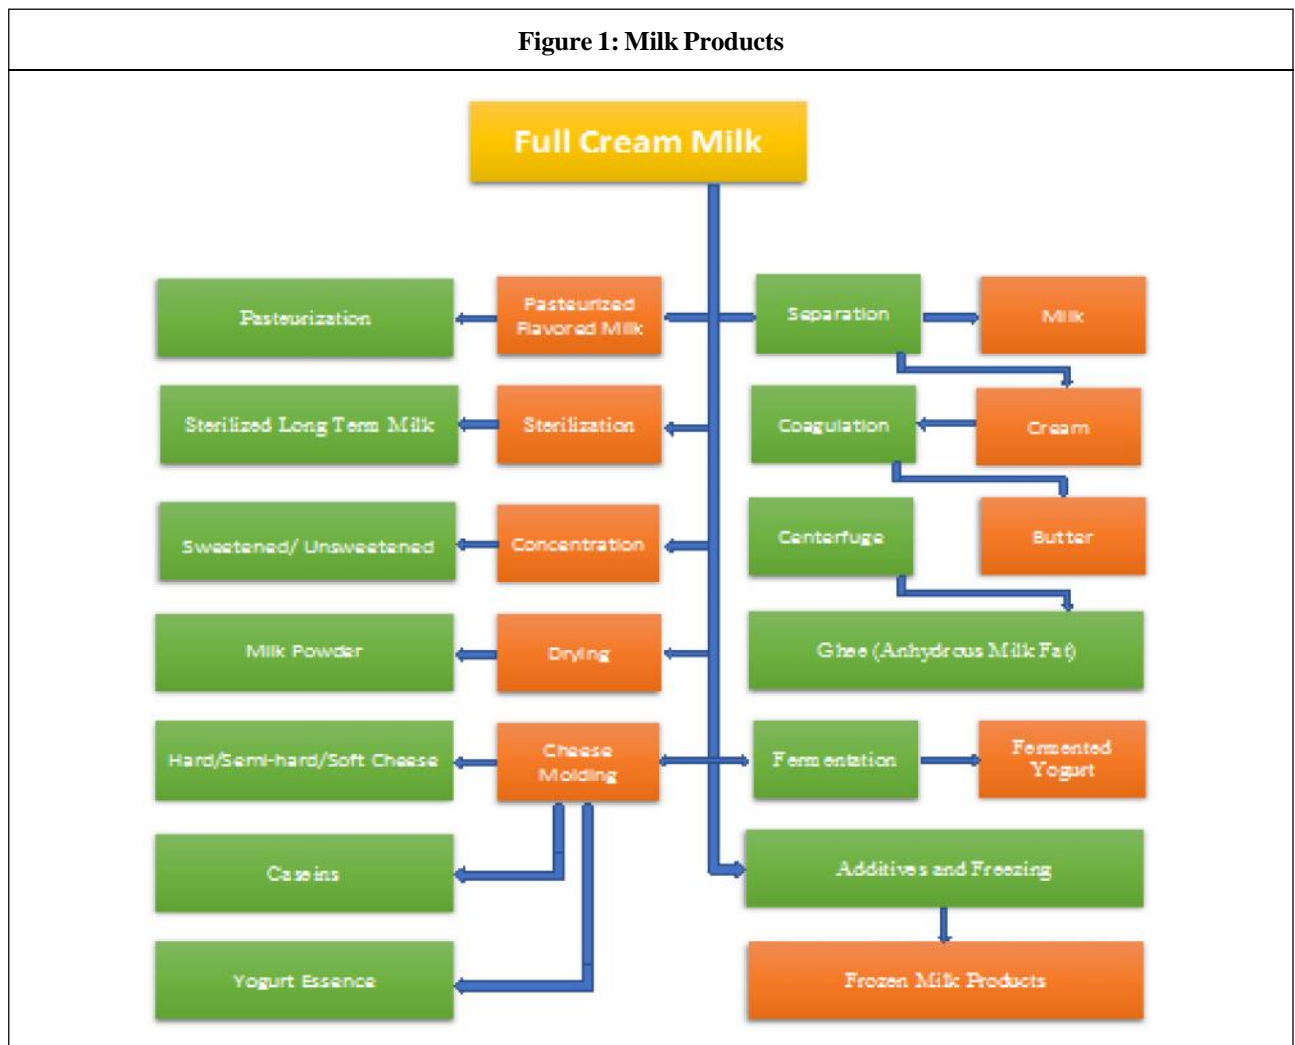 Figure 1: Milk Products
Full Cream Milk
Pasteurization
Pasteurized
Flavored Milk
Separation
Milk
Sterilized Long Term Milk
Sterilization
Coagulation
Cream
Sweetened/ Unsweetened
Concentration
Centerfuge
Butter
Milk Powder
Drying
Ghee (Anhydrous Milk Fat)
Hard/Semi-hard/Soft Cheese
Cheese
Molding
Fermentation
Fermented
Yogurt
Caseins
Additives and Freezing
Yogurt Essence
Frozen Milk Products